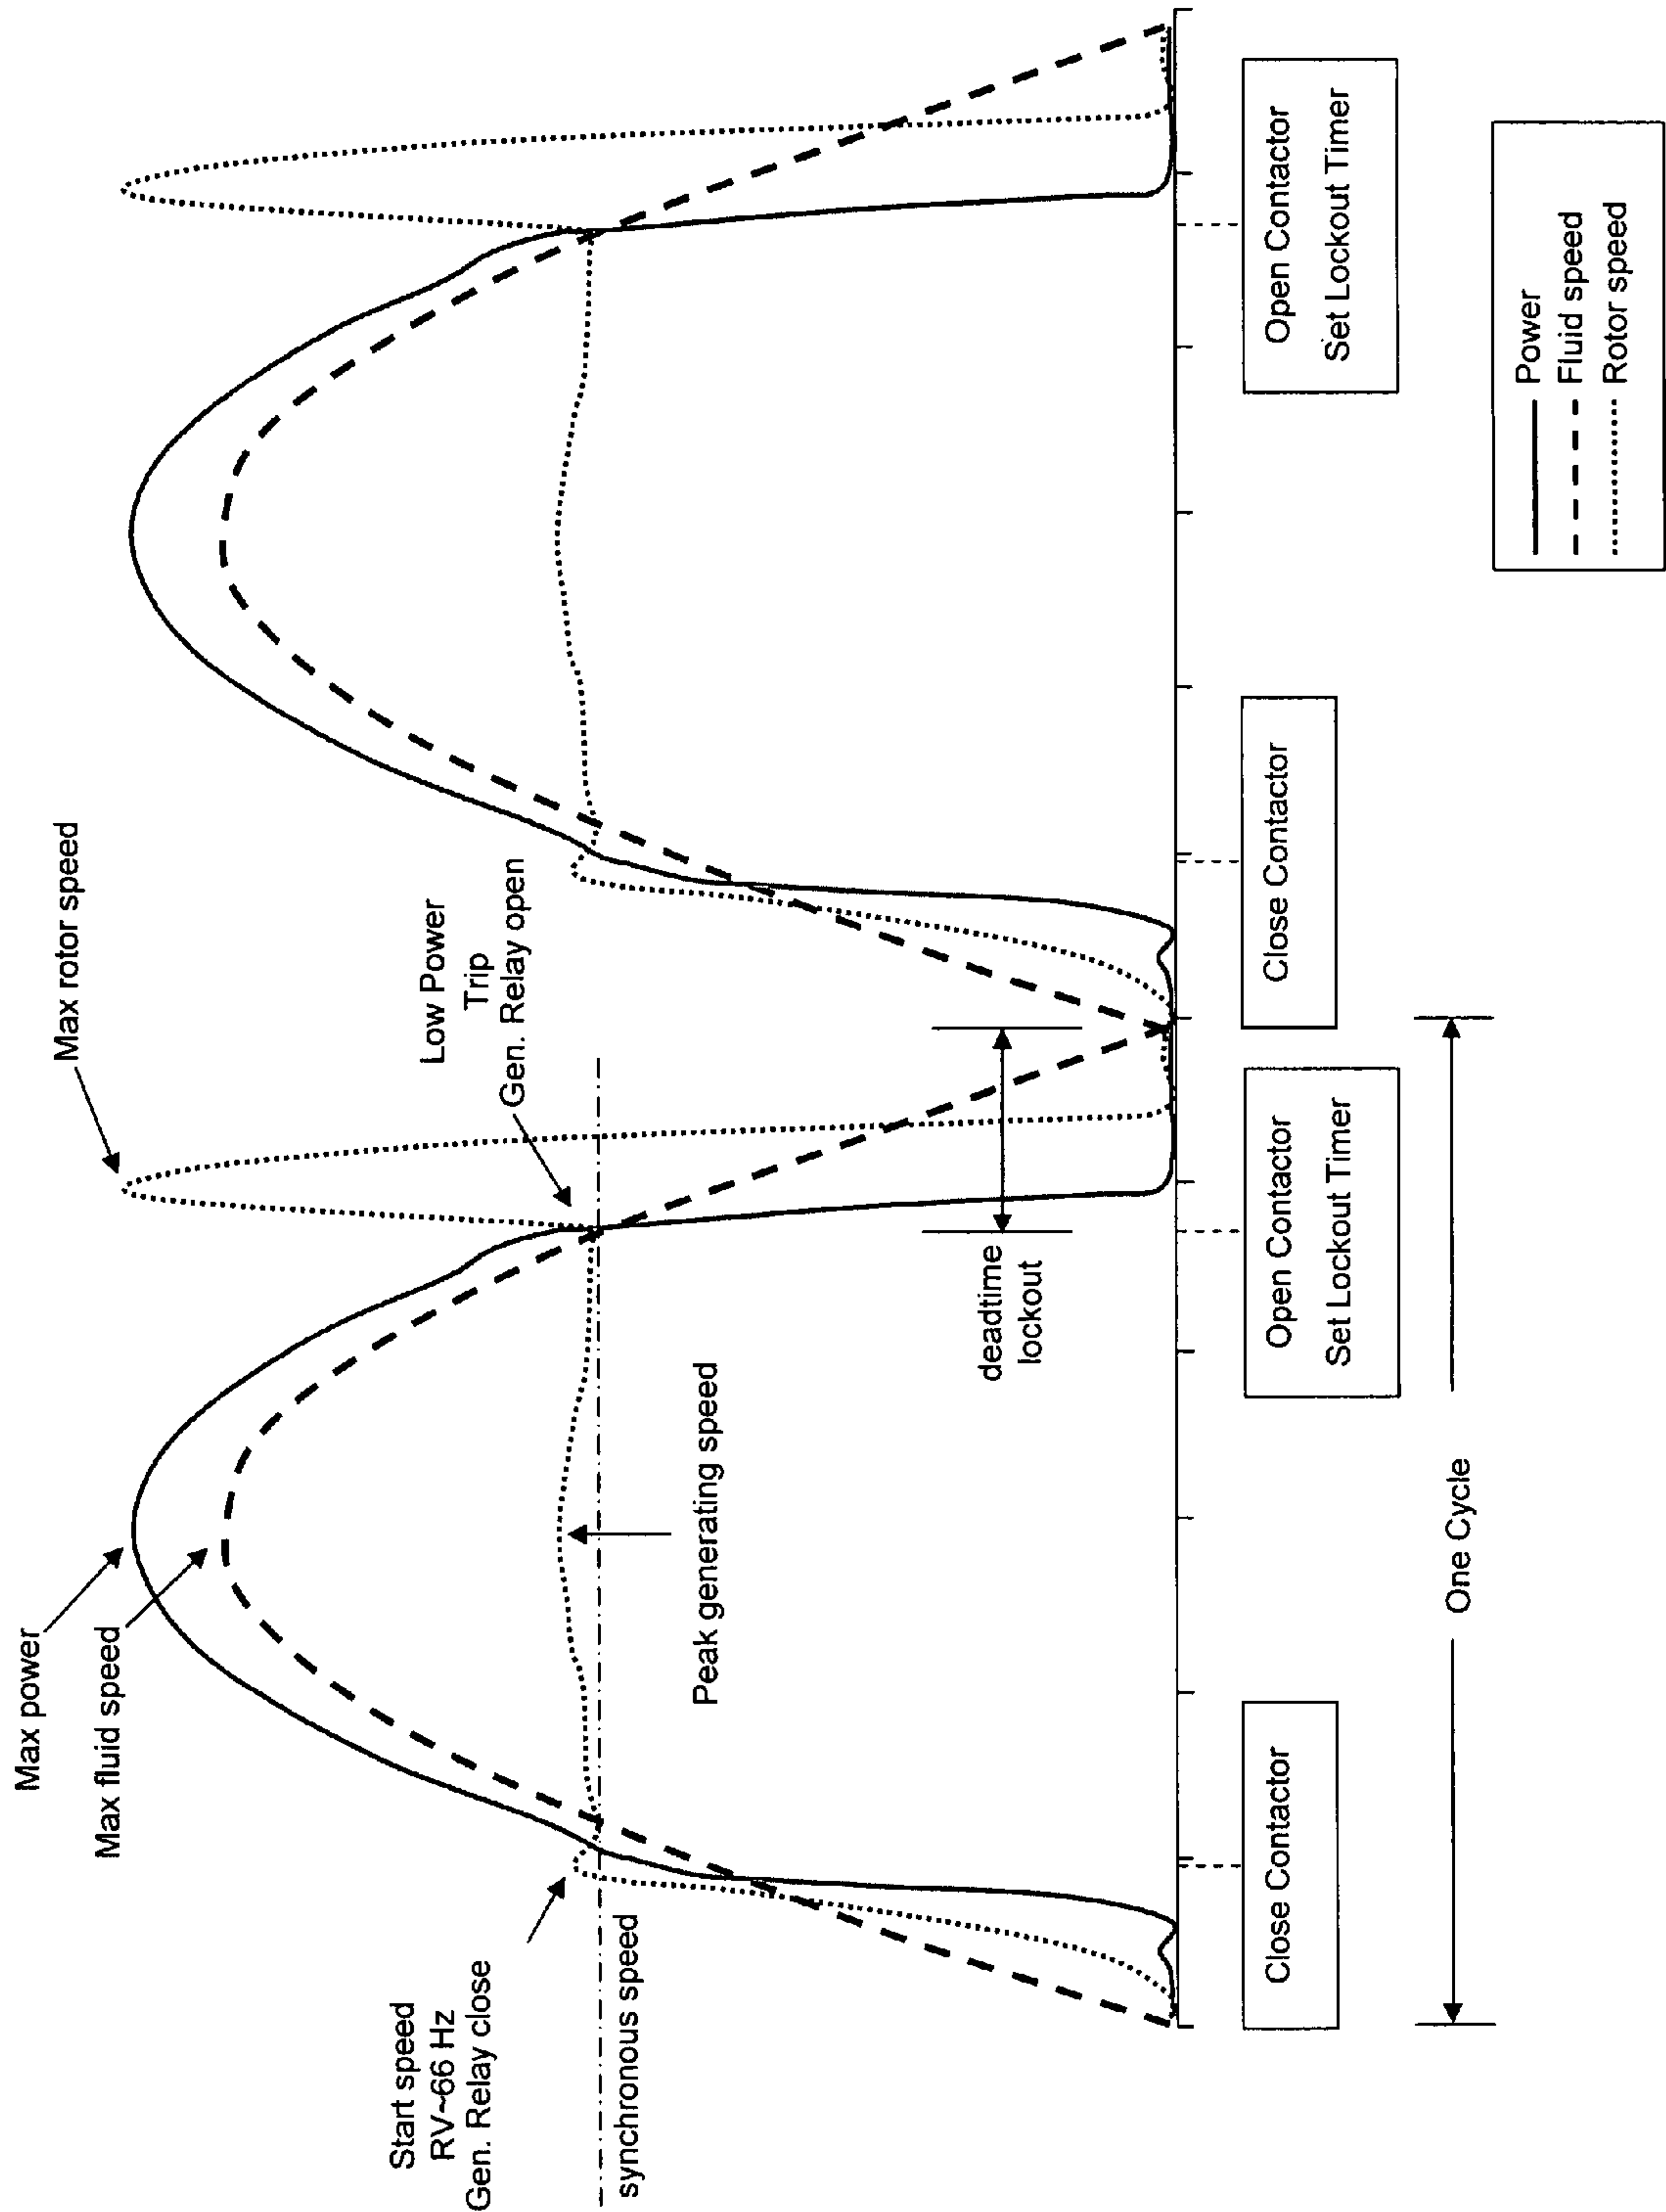 Max power
Max fluid speed
Max rotor speed
Start speed
RV~66 Hz
Gen. Relay close
synchronous speed
Peak generating speed
Low Power
Trip
Gen. Relay open
deadtime
lockout
Close Contactor
Open Contactor
Set Lockout Timer
Close Contactor
Open Contactor
Set Lockout Timer
One Cycle
Power
Fluid speed
Rotor speed